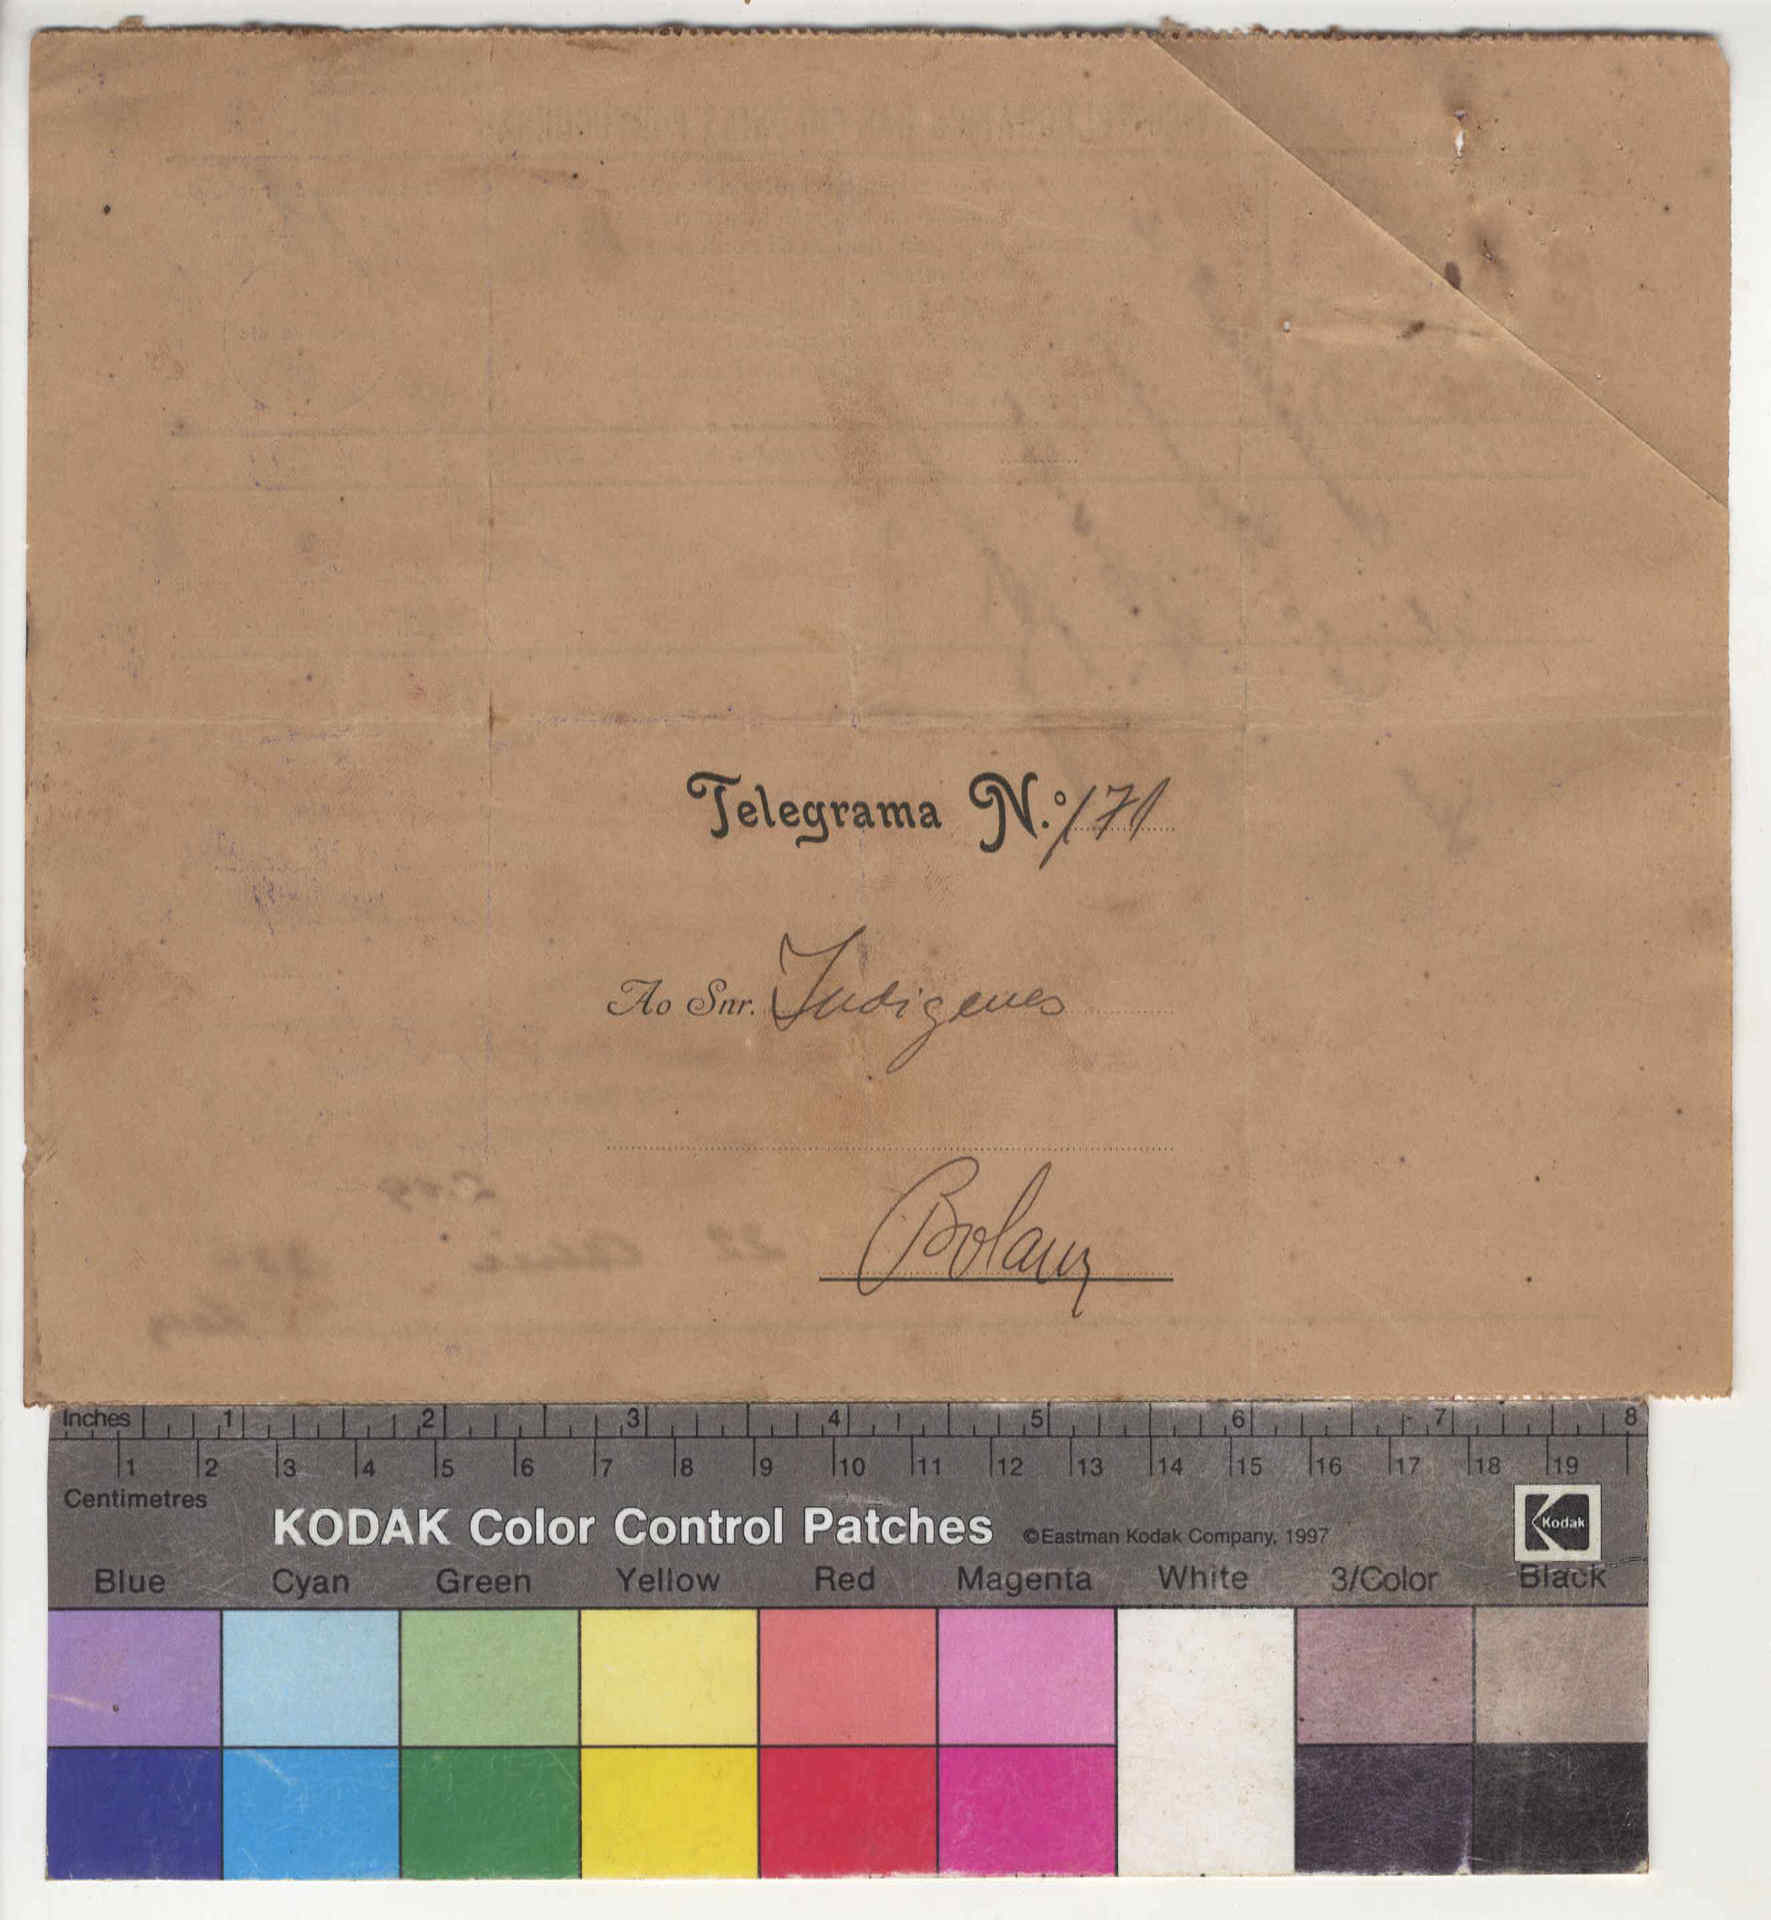 Telegrama N.º 171
Ao Snr. Indigenes
Bolama
Inches 1 2 3 4 5 6 7 8
1 2 3 4 5 6 7 8 9 10 11 12 13 14 15 16 17 18 19
Centimetres
KODAK Color Control Patches ©Eastman Kodak Company, 1997 Kodak
Blue Cyan Green Yellow Red Magenta White 3/Color Black